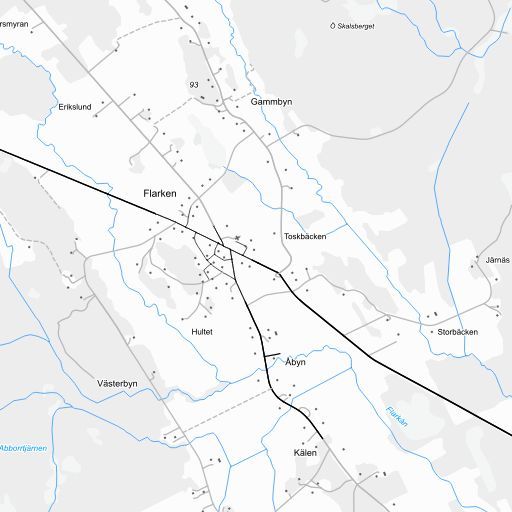 Ö Skalsberget
rsmyran
93
Erikslund
Gammbyn
Flarken
Toskbäcken
Järnäs
Hultet
Storbäcken
Åbyn
Västerbyn
Flarkån
Abborrtjärnen
Kälen